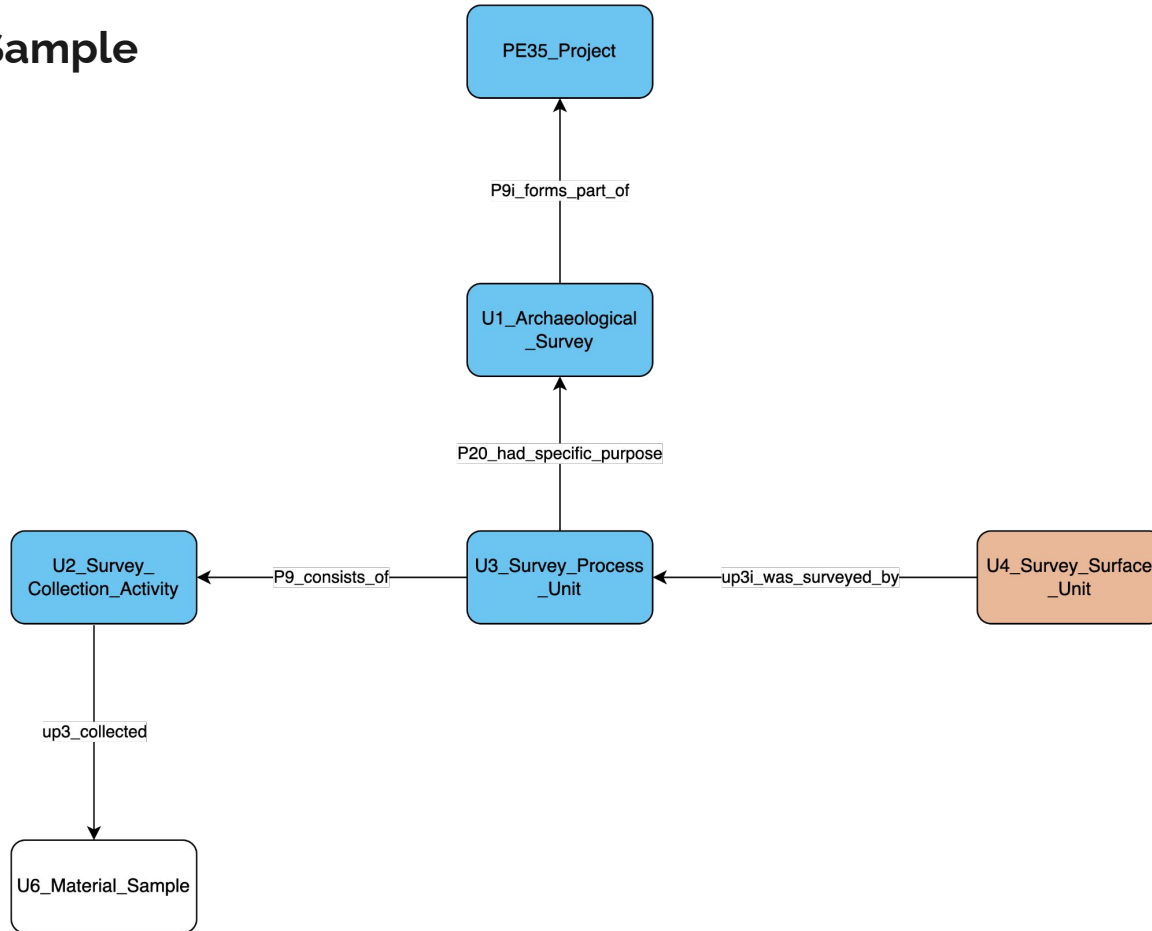 Sample
PE35_Project
P9i_forms_part_of
U1_Archaeological
_Survey
P20_had_specific_purpose
U2_Survey_
Collection_Activity
P9_consists_of
U3_Survey_Process
_Unit
up3i_was_surveyed_by
U4_Survey_Surface
_Unit
up3_collected
U6_Material_Sample